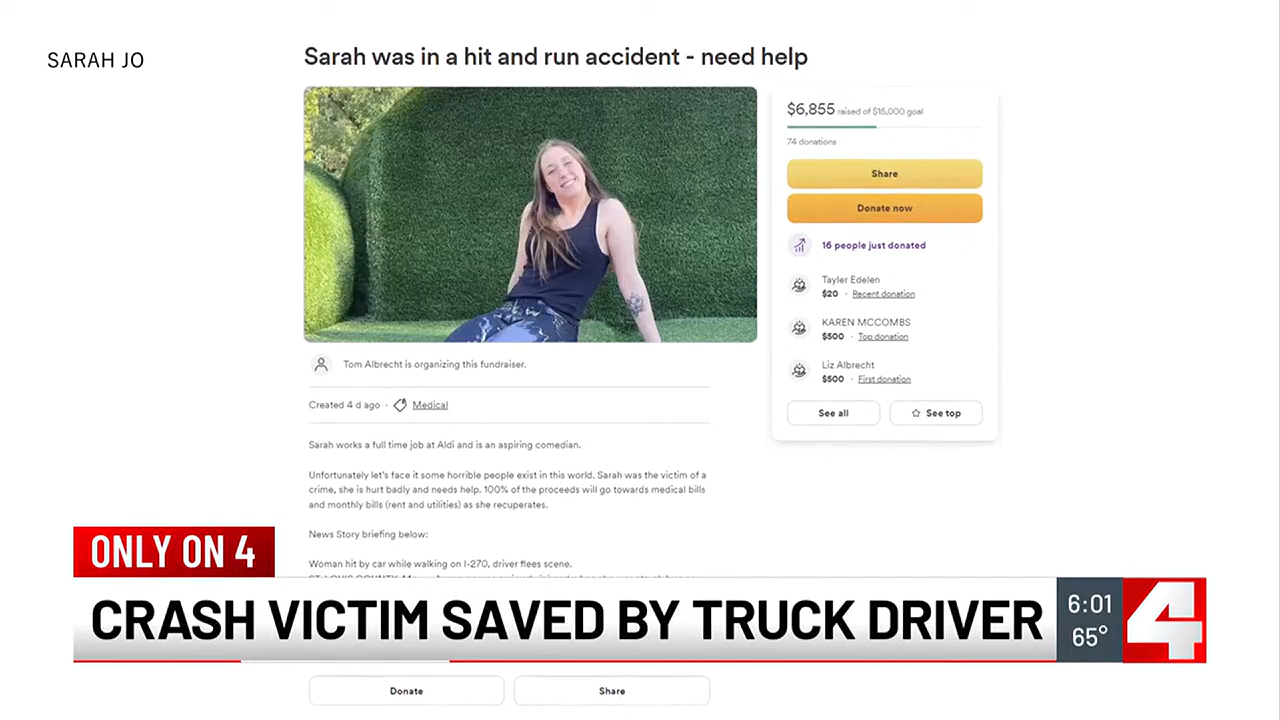 SARAH JO
Sarah was in a hit and run accident - need help
$6,855 raised of $15,000 goal
74 donations
Share
Donate now
16 people just donated
Tayler Edelen
$20 · Recent donation
KAREN MCCOMBS
$500 · Top donation
Liz Albrecht
$500 · First donation
See all
See top
Tom Albrecht is organizing this fundraiser.
Created 4 d ago · Medical
Sarah works a full time job at Aldi and is an aspiring comedian.
Unfortunately let's face it some horrible people exist in this world. Sarah was the victim of a
crime, she is hurt badly and needs help. 100% of the proceeds will go towards medical bills
and monthly bills (rent and utilities) as she recuperates.
News Story briefing below:
Woman hit by car while walking on I-270, driver flees scene.
ONLY ON 4
CRASH VICTIM SAVED BY TRUCK DRIVER
6:01
65°
4
Donate
Share